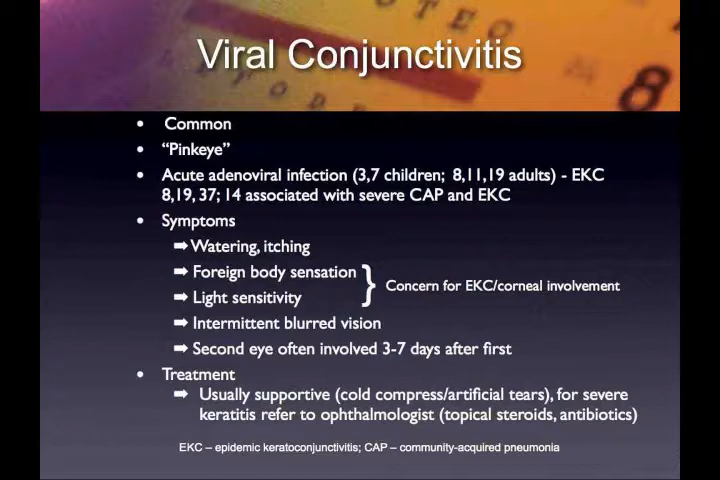 Viral Conjunctivitis
• Common
• “Pinkeye”
• Acute adenoviral infection (3,7 children; 8,11,19 adults) - EKC
8,19, 37; 14 associated with severe CAP and EKC
• Symptoms
➡ Watering, itching
➡ Foreign body sensation
➡ Light sensitivity
} Concern for EKC/corneal involvement
➡ Intermittent blurred vision
➡ Second eye often involved 3-7 days after first
• Treatment
➡ Usually supportive (cold compress/artificial tears), for severe
keratitis refer to ophthalmologist (topical steroids, antibiotics)
EKC – epidemic keratoconjunctivitis; CAP – community-acquired pneumonia